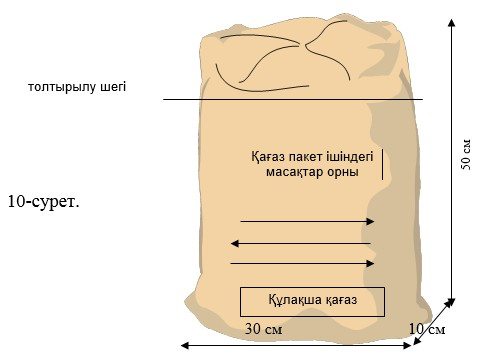 толтырылу шегі
Қағаз пакет ішіндегі
масақтар орны
50 см
10-сурет.
Құлақша қағаз
30 см
10 см